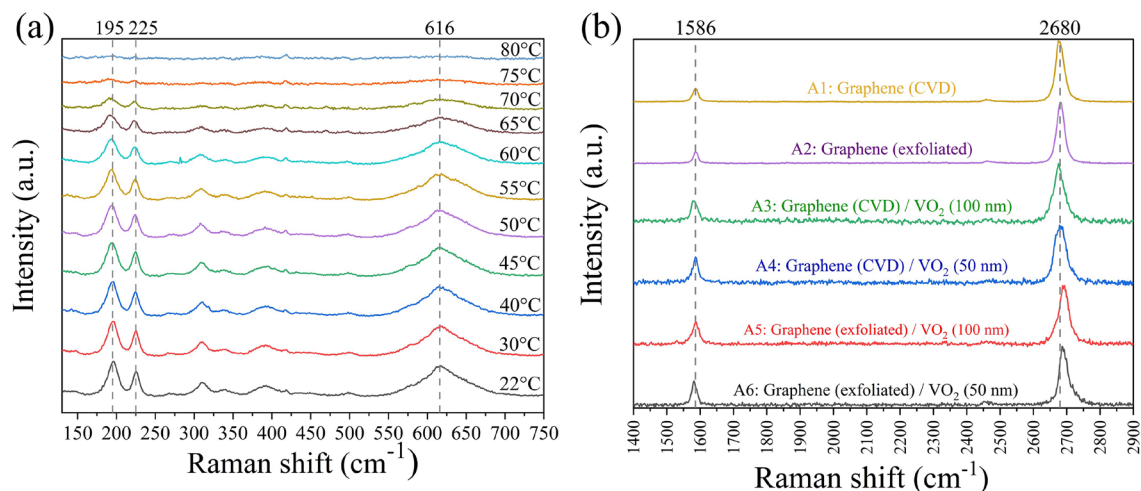 (a)
195 225 616
80°C
75°C
70°C
65°C
60°C
55°C
50°C
45°C
40°C
30°C
22°C
Intensity (a.u.)
150 200 250 300 350 400 450 500 550 600 650 700 750
Raman shift (cm⁻¹)
(b)
1586 2680
A1: Graphene (CVD)
A2: Graphene (exfoliated)
A3: Graphene (CVD) / VO₂ (100 nm)
A4: Graphene (CVD) / VO₂ (50 nm)
A5: Graphene (exfoliated) / VO₂ (100 nm)
A6: Graphene (exfoliated) / VO₂ (50 nm)
Intensity (a.u.)
1400 1500 1600 1700 1800 1900 2000 2100 2200 2300 2400 2500 2600 2700 2800 2900
Raman shift (cm⁻¹)